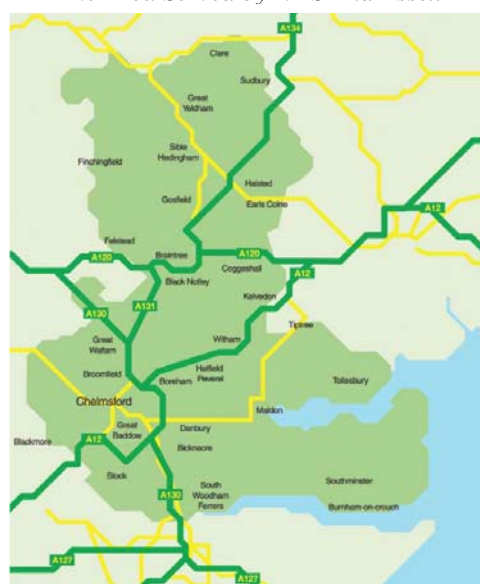 A134
Clare
Sudbury
Great
Yeldham
Sible
Hedingham
Finchingfield
Halsted
Gosfield
Earls Colne
A12
Felstead
Braintree
A120
A120
Coggeshall
A12
Black Notley
Kelvedon
A131
A130
Tiptree
Great
Waltam
Witham
Hatfield
Peverel
Broomfield
Boreham
Tollesbury
Chelmsford
Maldon
Great
Baddow
Danbury
Blackmore
A12
Bicknacre
Stock
South
Woodham
Ferrers
Southminster
A130
Burnham-on-crouch
A127
A127